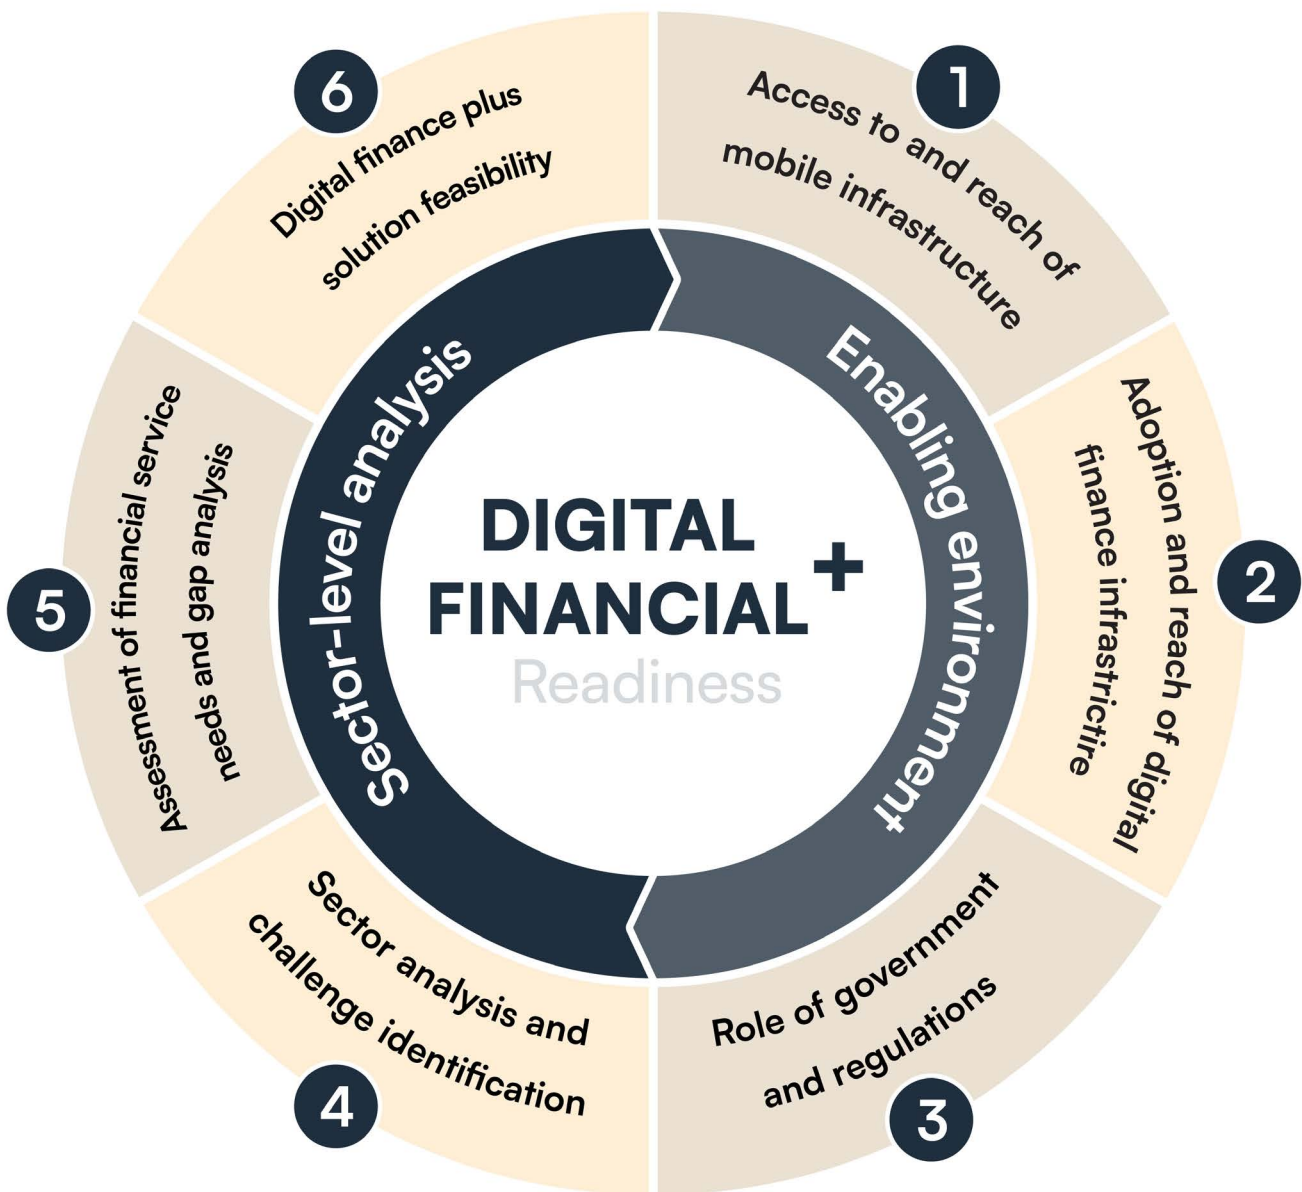 1
Access to and reach of
mobile infrastructure
2
Adoption and reach of digital
finance infrastrictire
3
Role of government
and regulations
4
Sector analysis and
challenge identification
5
Assessment of financial service
needs and gap analysis
6
Digital finance plus
solution feasibility
Enabling environment
Sector-level analysis
DIGITAL
FINANCIAL +
Readiness